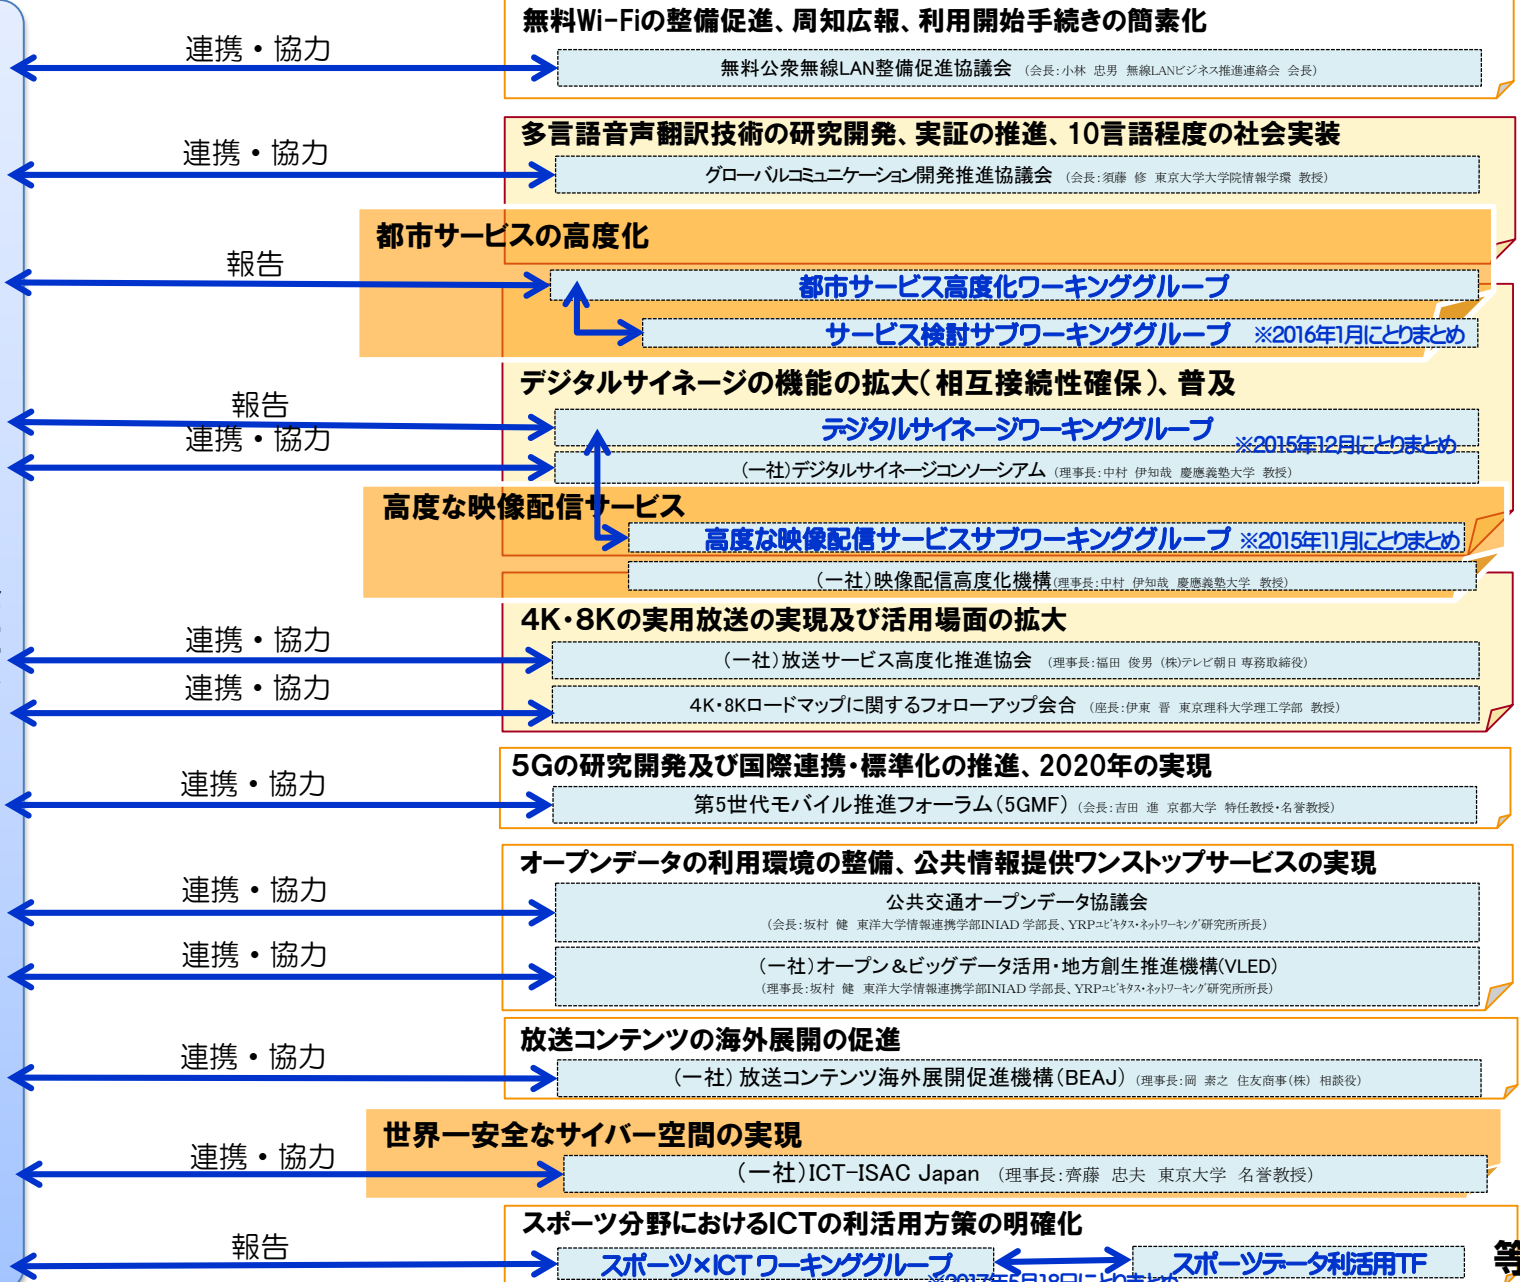 無料Wi-Fiの整備促進、周知広報、利用開始手続きの簡素化
連携・協力
無料公衆無線LAN整備促進協議会 (会長:小林 忠男 無線LANビジネス推進連絡会 会長)
多言語音声翻訳技術の研究開発、実証の推進、10言語程度の社会実装
連携・協力
グローバルコミュニケーション開発推進協議会 (会長:須藤 修 東京大学大学院情報学環 教授)
都市サービスの高度化
報告
都市サービス高度化ワーキンググループ
サービス検討サブワーキンググループ ※2016年1月にとりまとめ
デジタルサイネージの機能の拡大(相互接続性確保)、普及
報告
デジタルサイネージワーキンググループ ※2015年12月にとりまとめ
連携・協力
(一社)デジタルサイネージコンソーシアム (理事長:中村 伊知哉 慶應義塾大学 教授)
高度な映像配信サービス
高度な映像配信サービスサブワーキンググループ ※2015年11月にとりまとめ
(一社)映像配信高度化機構(理事長:中村 伊知哉 慶應義塾大学 教授)
4K・8Kの実用放送の実現及び活用場面の拡大
連携・協力
(一社)放送サービス高度化推進協会 (理事長:福田 俊男 (株)テレビ朝日 専務取締役)
連携・協力
4K・8Kロードマップに関するフォローアップ会合 (座長:伊東 晋 東京理科大学理工学部 教授)
5Gの研究開発及び国際連携・標準化の推進、2020年の実現
連携・協力
第5世代モバイル推進フォーラム(5GMF) (会長:吉田 進 京都大学 特任教授・名誉教授)
オープンデータの利用環境の整備、公共情報提供ワンストップサービスの実現
連携・協力
公共交通オープンデータ協議会
(会長:坂村 健 東洋大学情報連携学部INIAD 学部長、YRPユビキタス・ネットワーキング研究所所長)
連携・協力
(一社)オープン&ビッグデータ活用・地方創生推進機構(VLED)
(理事長:坂村 健 東洋大学情報連携学部INIAD 学部長、YRPユビキタス・ネットワーキング研究所所長)
放送コンテンツの海外展開の促進
連携・協力
(一社)放送コンテンツ海外展開促進機構(BEAJ) (理事長:岡 素之 住友商事(株) 相談役)
世界一安全なサイバー空間の実現
連携・協力
(一社)ICT-ISAC Japan (理事長:齊藤 忠夫 東京大学 名誉教授)
スポーツ分野におけるICTの利活用方策の明確化
報告
スポーツ×ICTワーキンググループ スポーツデータ利活用TF 等
※2017年5月18日にとりまとめ